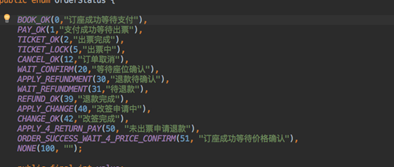 public enum OrderStatus {
BOOK_OK(0,"订座成功等待支付"),
PAY_OK(1,"支付成功等待出票"),
TICKET_OK(2,"出票完成"),
TICKET_LOCK(5,"出票中"),
CANCEL_OK(12,"订单取消"),
WAIT_CONFIRM(20,"等待座位确认"),
APPLY_REFUNDMENT(30,"退款待确认"),
WAIT_REFUNDMENT(31,"待退款"),
REFUND_OK(39,"退款完成"),
APPLY_CHANGE(40,"改签申请中"),
CHANGE_OK(42,"改签完成"),
APPLY_4_RETURN_PAY(50, "未出票申请退款"),
ORDER_SUCCESS_WAIT_4_PRICE_CONFIRM(51, "订座成功等待价格确认"),
NONE(100, "");
public final int value;